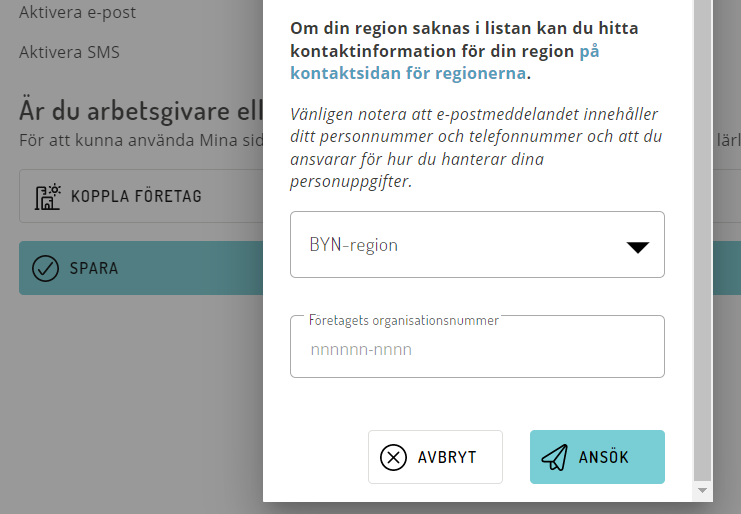 Aktivera e-post
Aktivera SMS
Är du arbetsgivare ell
För att kunna använda Mina sid
lärl
KOPPLA FÖRETAG
SPARA
Om din region saknas i listan kan du hitta
kontaktinformation för din region på
kontaktsidan för regionerna.
Vänligen notera att e-postmeddelandet innehåller
ditt personnummer och telefonnummer och att du
ansvarar för hur du hanterar dina
personuppgifter.
BYN-region
Företagets organisationsnummer
nnnnnn-nnnn
AVBRYT
ANSÖK